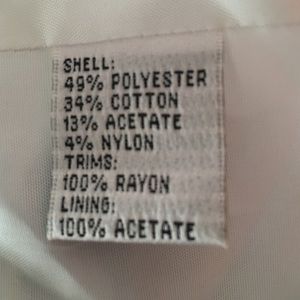 SHELL:
49% POLYESTER
34% COTTON
13% ACETATE
4% NYLON
TRIMS:
100% RAYON
LINING:
100% ACETATE